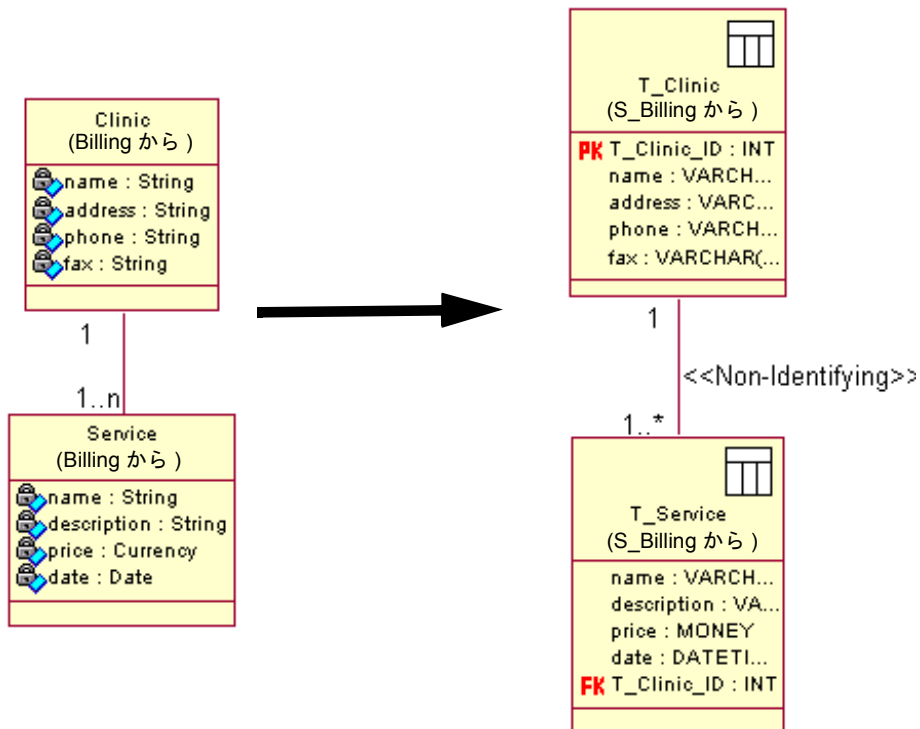 Clinic
(Billing から )
name : String
address : String
phone : String
fax : String
1
1..n
Service
(Billing から )
name : String
description : String
price : Currency
date : Date
T_Clinic
(S_Billing から )
PK T_Clinic_ID : INT
name : VARCH...
address : VARC...
phone : VARCH...
fax : VARCHAR(...
1
<<Non-Identifying>>
1..*
T_Service
(S_Billing から )
name : VARCH...
description : VA...
price : MONEY
date : DATETI...
FK T_Clinic_ID : INT